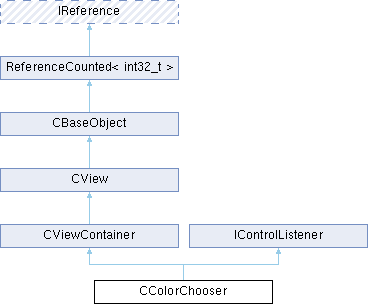 IReference
ReferenceCounted< int32_t >
CBaseObject
CView
CViewContainer
IControlListener
CColorChooser